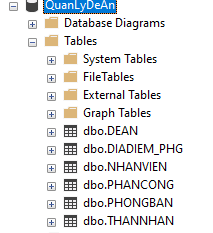 QuanLyDeAn
Database Diagrams
Tables
System Tables
FileTables
External Tables
Graph Tables
dbo.DEAN
dbo.DIADIEM_PHG
dbo.NHANVIEN
dbo.PHANCONG
dbo.PHONGBAN
dbo.THANNHAN